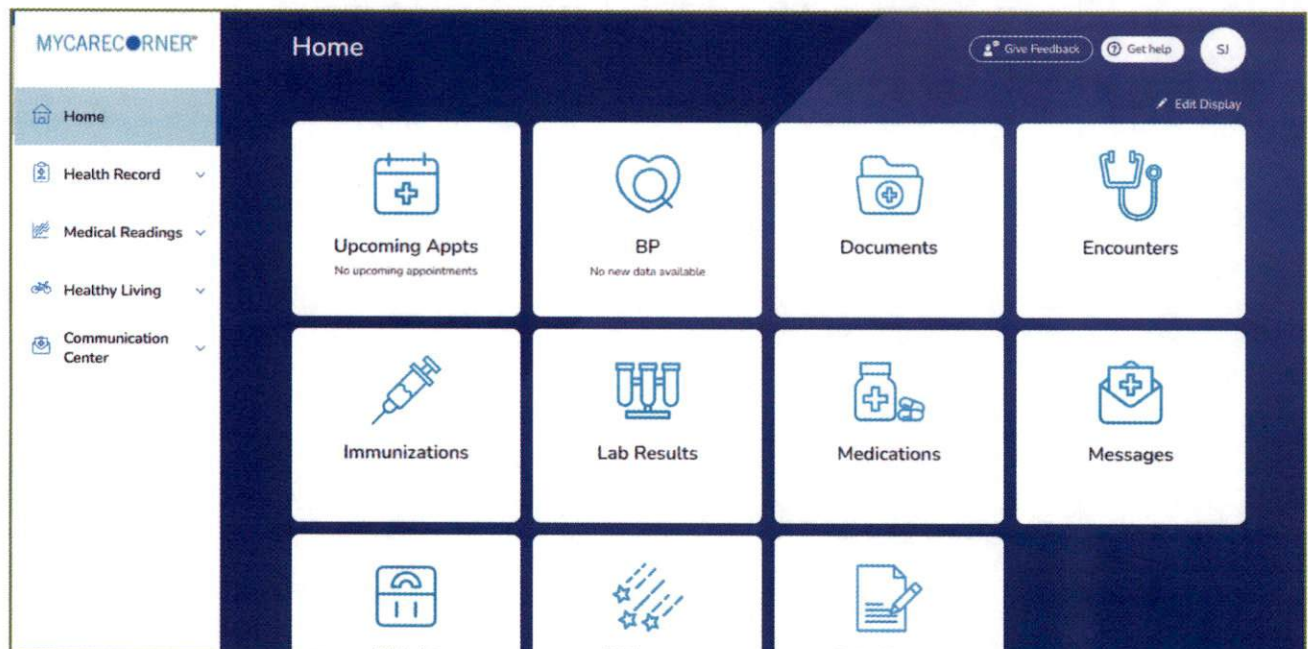 MYCARECORNER℠
Home
Give Feedback
Get help
SJ
Edit Display
Home
Health Record
Medical Readings
Healthy Living
Communication
Center
Upcoming Appts
No upcoming appointments
BP
No new data available
Documents
Encounters
Immunizations
Lab Results
Medications
Messages